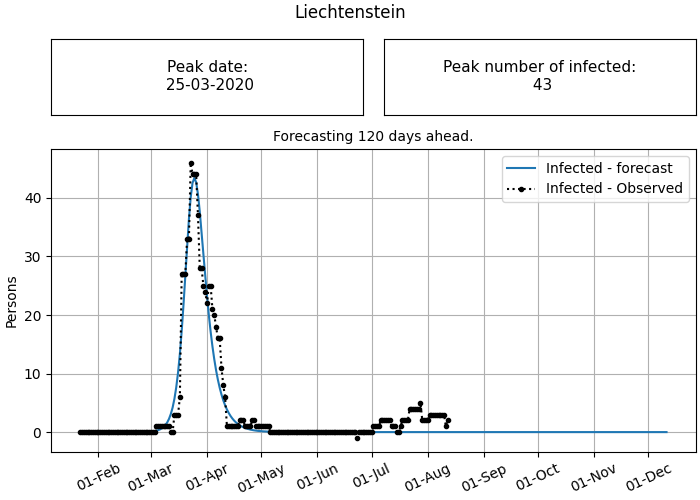 Liechtenstein
Peak date:
25-03-2020
Peak number of infected:
43
Forecasting 120 days ahead.
Infected - forecast
Infected - Observed
Persons
40
30
20
10
0
01-Feb
01-Mar
01-Apr
01-May
01-Jun
01-Jul
01-Aug
01-Sep
01-Oct
01-Nov
01-Dec